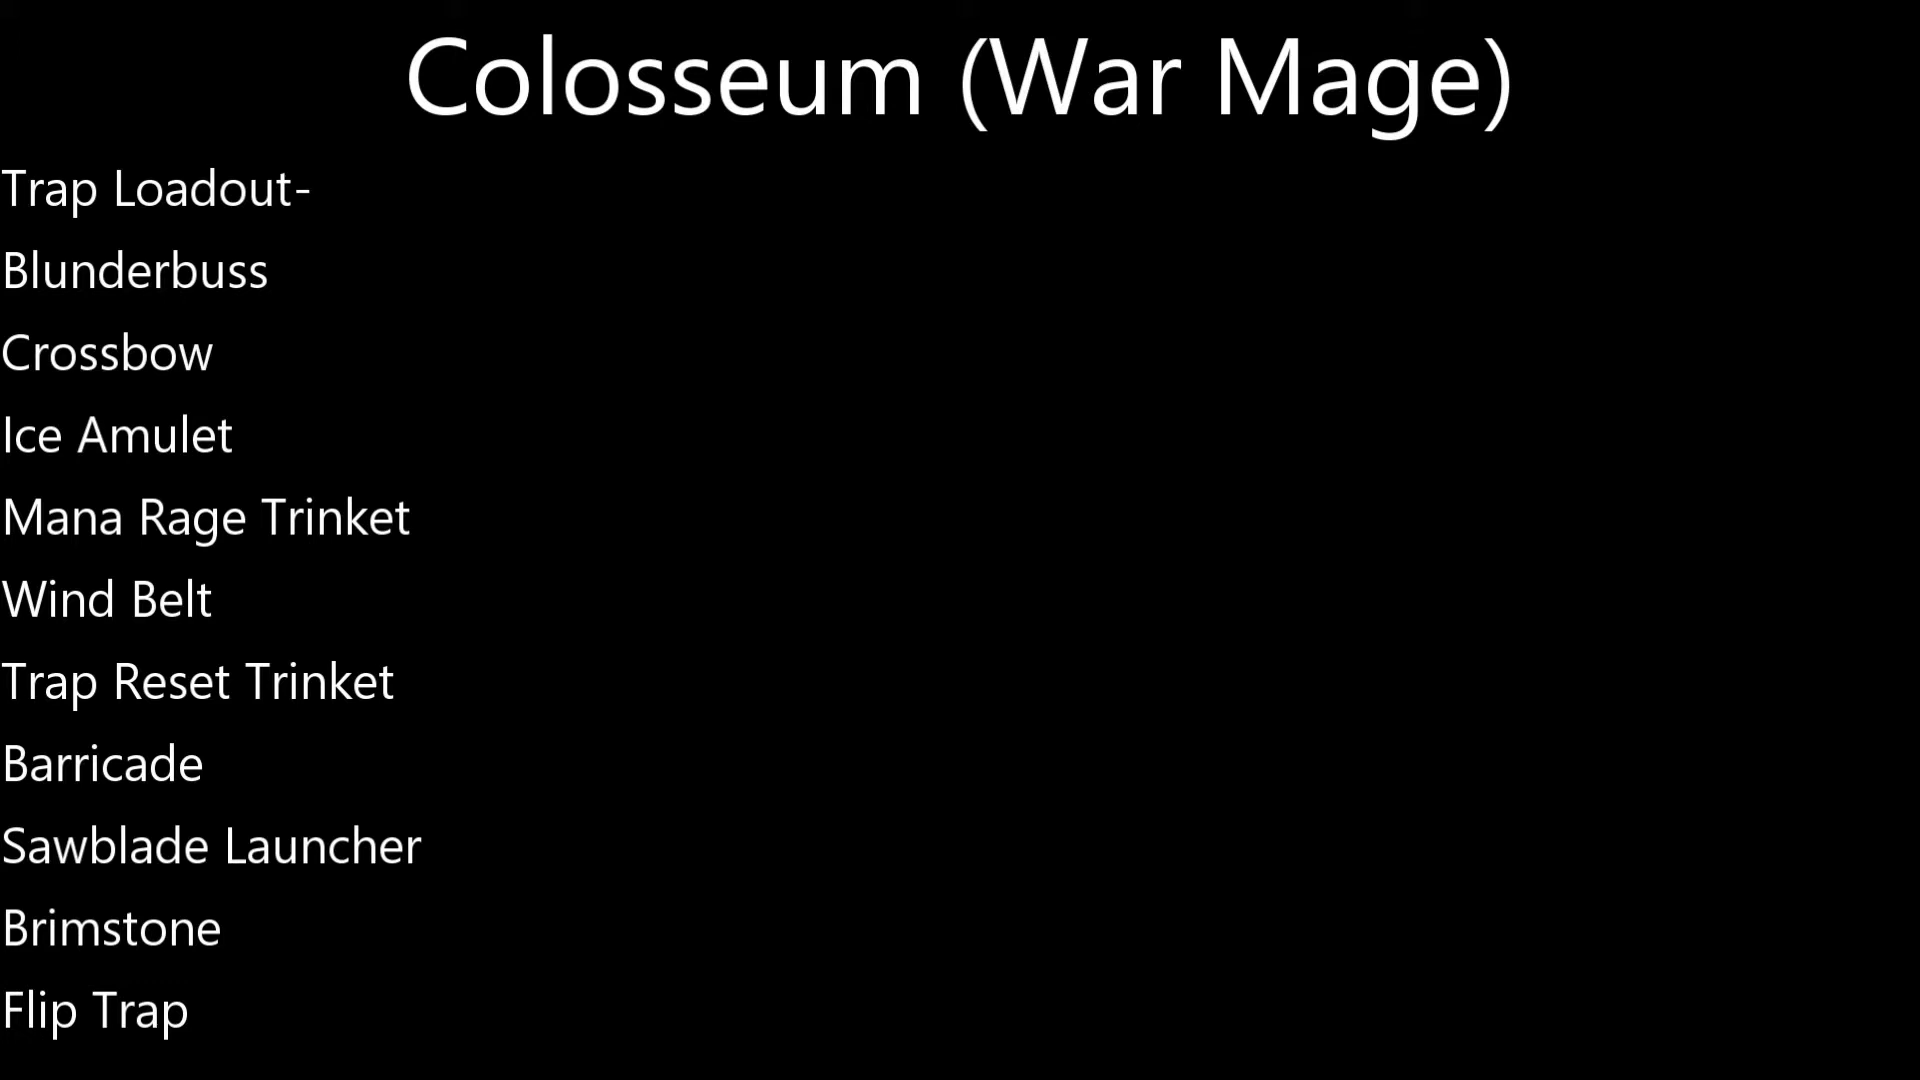 Colosseum (War Mage)
Trap Loadout-
Blunderbuss
Crossbow
Ice Amulet
Mana Rage Trinket
Wind Belt
Trap Reset Trinket
Barricade
Sawblade Launcher
Brimstone
Flip Trap